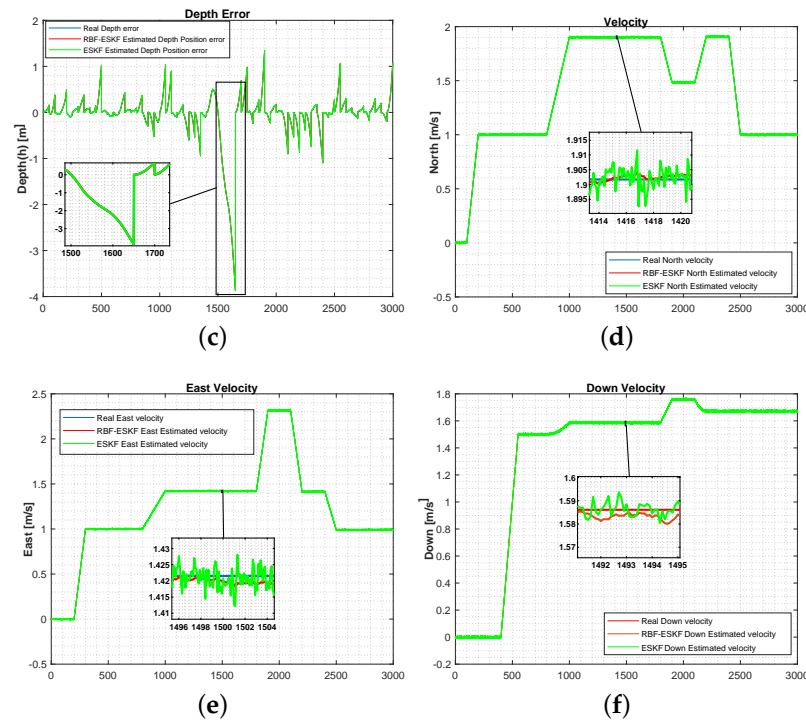 Depth Error
Real Depth error
RBF-ESKF Estimated Depth Position error
ESKF Estimated Depth Position error
Depth(h) [m]
2
1
0
-1
-2
-3
-4
0
-1
-2
-3
1500 1600 1700
0 500 1000 1500 2000 2500 3000
(c)
Velocity
North [m/s]
2
1.5
1
0.5
0
-0.5
1.915
1.905
1.90
1.895
1414 1416 1418 1420
Real North velocity
RBF-ESKF North Estimated velocity
ESKF North Estimated velocity
0 500 1000 1500 2000 2500 3000
(d)
East Velocity
Real East velocity
RBF-ESKF East Estimated velocity
ESKF East Estimated velocity
East [m/s]
2.5
2
1.5
1
0.5
0
-0.5
1.43
1.425
1.42
1.415
1.41
1496 1498 1500 1502 1504
0 500 1000 1500 2000 2500 3000
(e)
Down Velocity
Down [m/s]
1.8
1.6
1.4
1.2
1
0.8
0.6
0.4
0.2
0
-0.2
1.6
1.59
1.58
1.57
1492 1493 1494 1495
Real Down velocity
RBF-ESKF Down Estimated velocity
ESKF Down Estimated velocity
0 500 1000 1500 2000 2500 3000
(f)